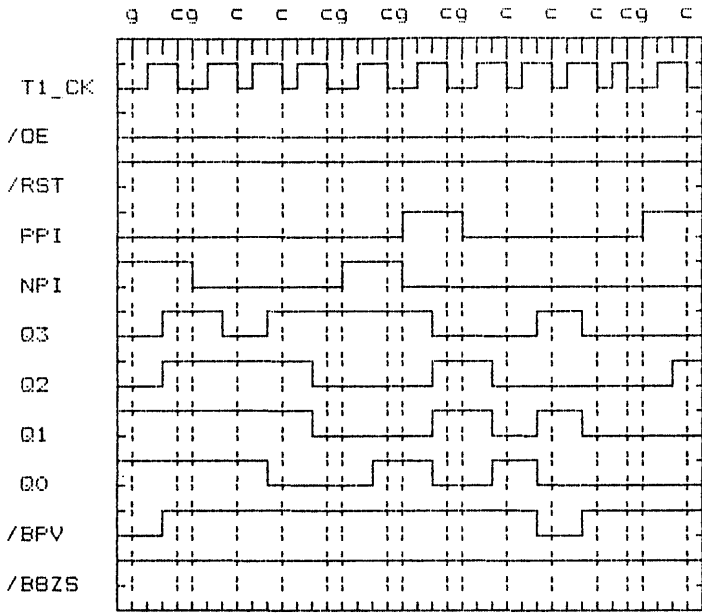 g cg c c cg cg cg c c cg c
T1_CK
/OE
/RST
PPI
NPI
Q3
Q2
Q1
Q0
/BPV
/B8ZS